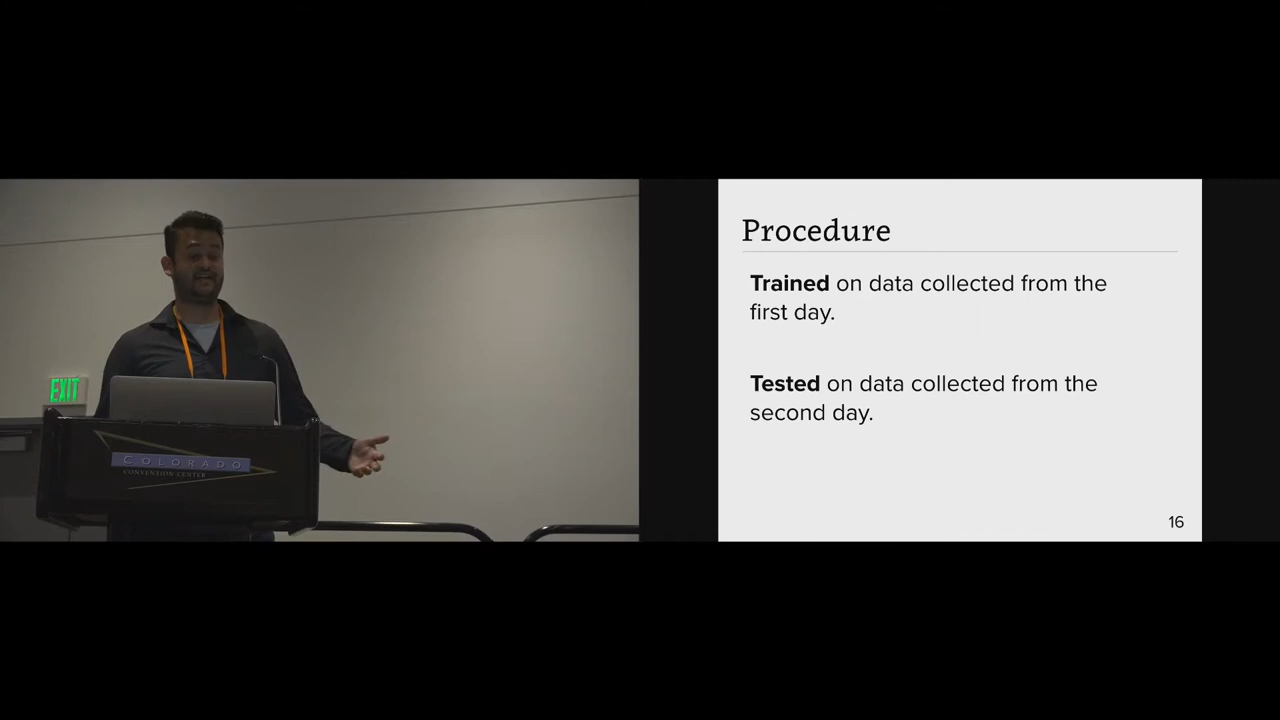 EXIT
COLORADO
CONVENTION CENTER
Procedure
Trained on data collected from the
first day.
Tested on data collected from the
second day.
16